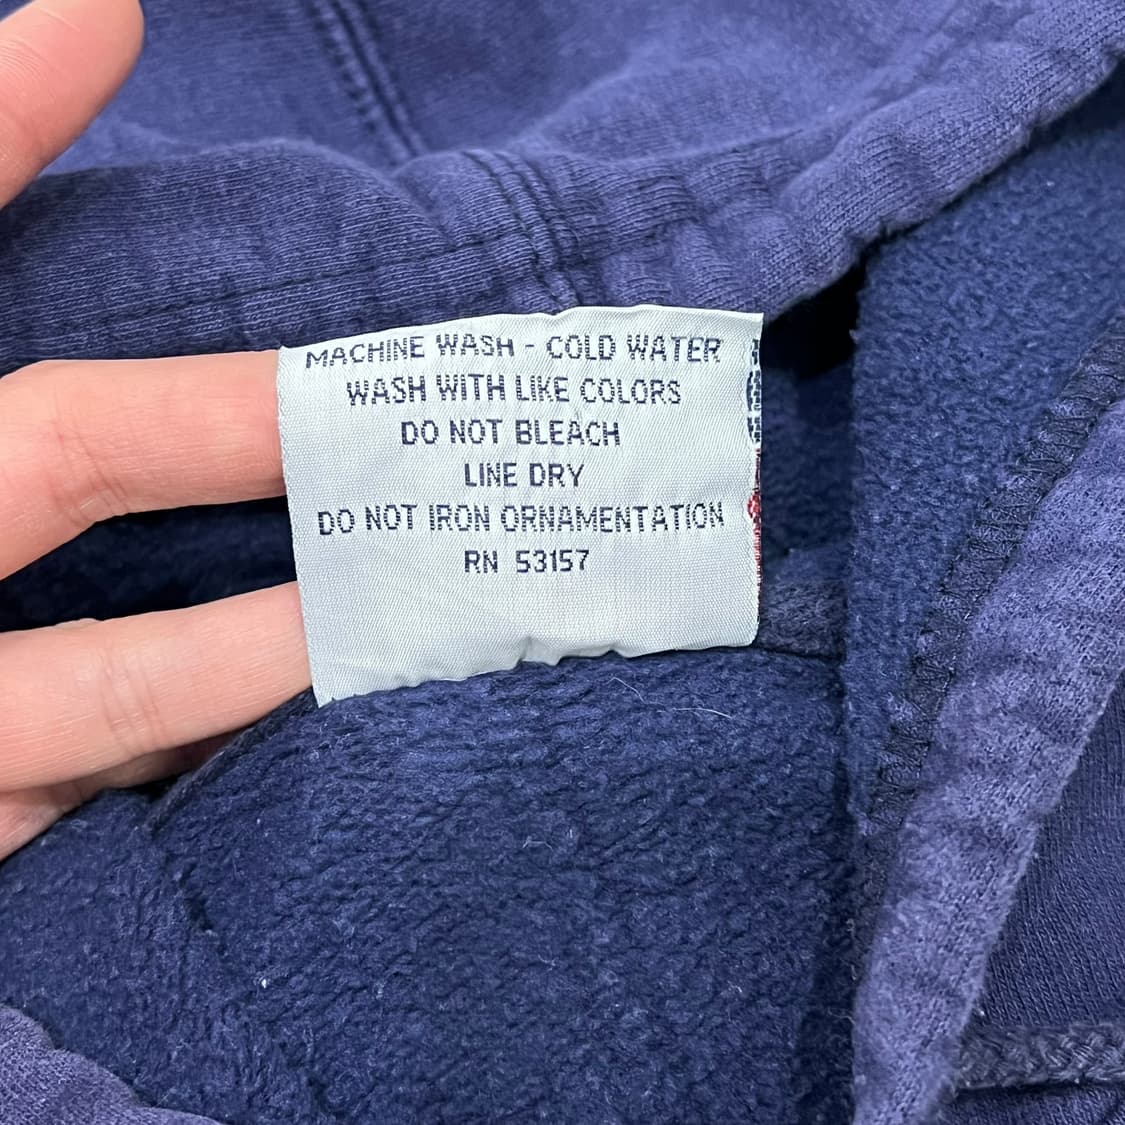 MACHINE WASH - COLD WATER
WASH WITH LIKE COLORS
DO NOT BLEACH
LINE DRY
DO NOT IRON ORNAMENTATION
RN 53157